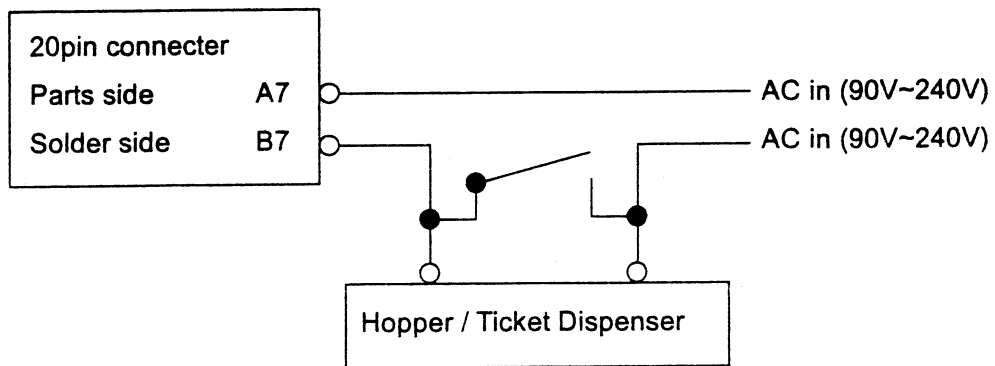 20pin connecter
Parts side A7
Solder side B7
AC in (90V~240V)
AC in (90V~240V)
Hopper / Ticket Dispenser